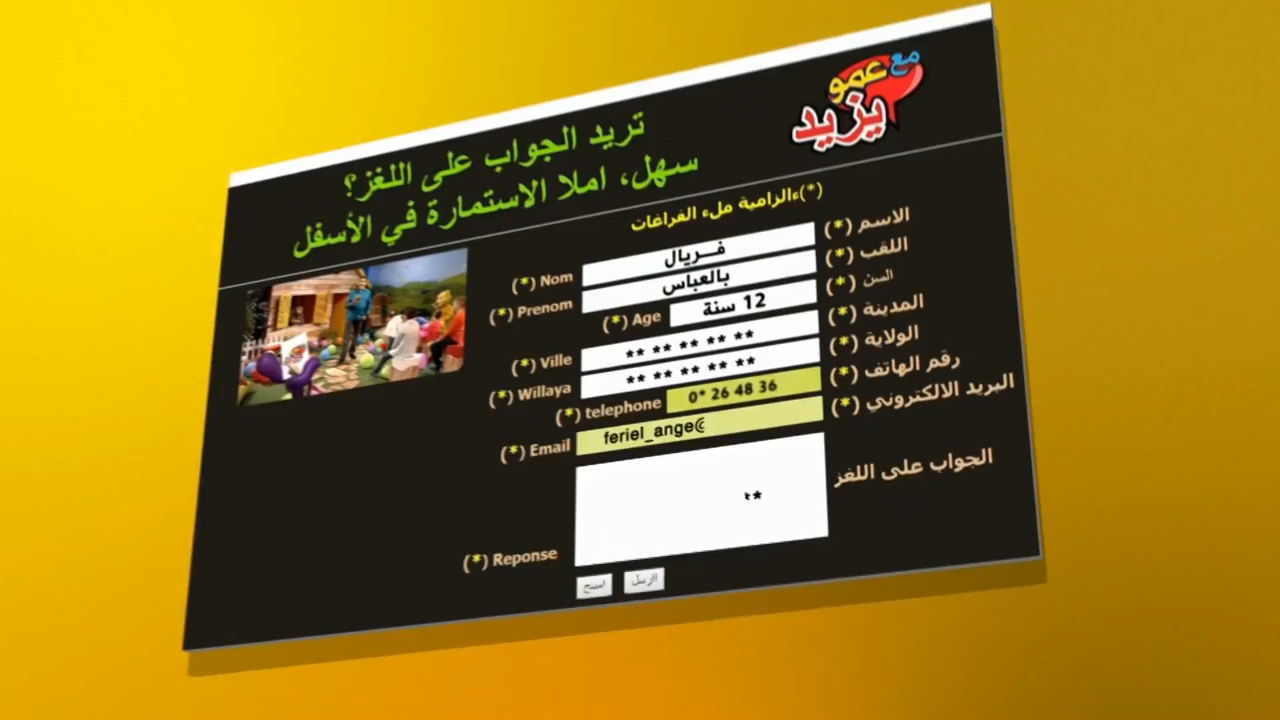 مع عمو يزيد
تريد الجواب على اللغز؟
سهل، املا الاستمارة في الأسفل
(*)ءالزامية ملء الفراغات
الاسم (*) فـــريال Nom (*)
اللقب (*) بالعباس Prenom (*)
السن (*) 12 سنة Age (*)
المدينة (*) ** ** ** ** ** Ville (*)
الولاية (*) ** ** ** ** ** Willaya (*)
رقم الهاتف (*) 0* 26 48 36 telephone (*)
البريد الالكتروني (*) feriel_ange@ Email (*)
الجواب على اللغز ** Reponse (*)
ارسل امسح